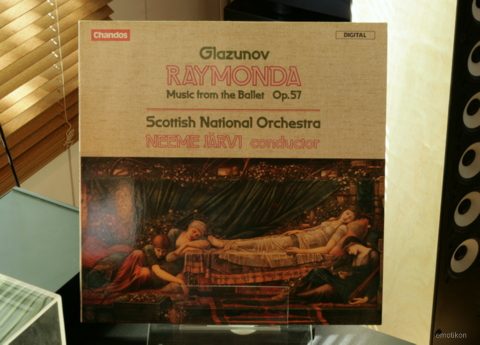 Chandos
DIGITAL
Glazunov
RAYMONDA
Music from the Ballet Op.57
Scottish National Orchestra
NEEME JÄRVI conductor
emotikon